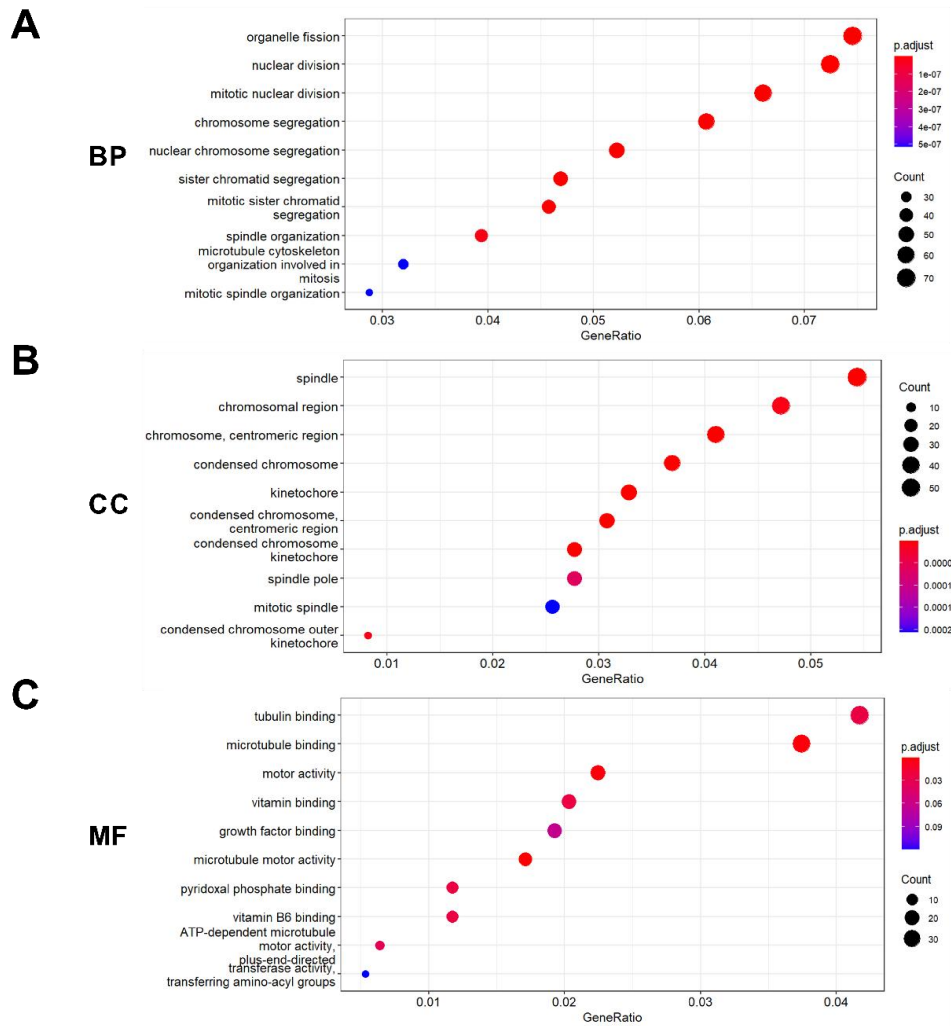 A
BP
organelle fission
nuclear division
mitotic nuclear division
chromosome segregation
nuclear chromosome segregation
sister chromatid segregation
mitotic sister chromatid
segregation
spindle organization
microtubule cytoskeleton
organization involved in
mitosis
mitotic spindle organization
0.03 0.04 0.05 0.06 0.07
GeneRatio
p.adjust
1e-07
2e-07
3e-07
4e-07
5e-07
Count
30
40
50
60
70
B
CC
spindle
chromosomal region
chromosome, centromeric region
condensed chromosome
kinetochore
condensed chromosome,
centromeric region
condensed chromosome
kinetochore
spindle pole
mitotic spindle
condensed chromosome outer
kinetochore
0.01 0.02 0.03 0.04 0.05
GeneRatio
Count
10
20
30
40
50
p.adjust
0.0000
0.0001
0.0001
0.0002
C
MF
tubulin binding
microtubule binding
motor activity
vitamin binding
growth factor binding
microtubule motor activity
pyridoxal phosphate binding
vitamin B6 binding
ATP-dependent microtubule
motor activity,
plus-end-directed
transferase activity,
transferring amino-acyl groups
0.01 0.02 0.03 0.04
GeneRatio
p.adjust
0.03
0.06
0.09
Count
10
20
30